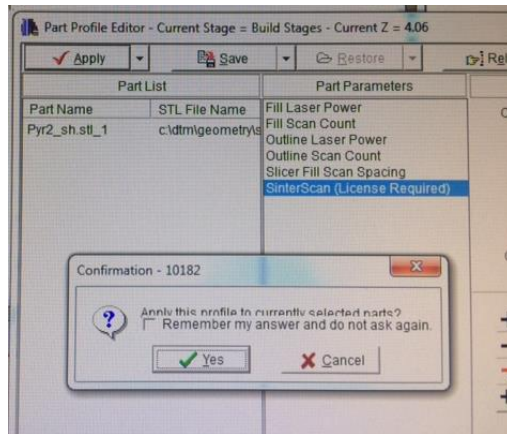 Part Profile Editor - Current Stage = Build Stages - Current Z = 4.06
Apply Save Restore
Part List Part Parameters
Part Name STL File Name
Pyr2_sh.stl_1 c:\dtm\geometry\s
Fill Laser Power
Fill Scan Count
Outline Laser Power
Outline Scan Count
Slicer Fill Scan Spacing
SinterScan (License Required)
Confirmation - 10182
Apply this profile to currently selected parts?
Remember my answer and do not ask again.
Yes Cancel